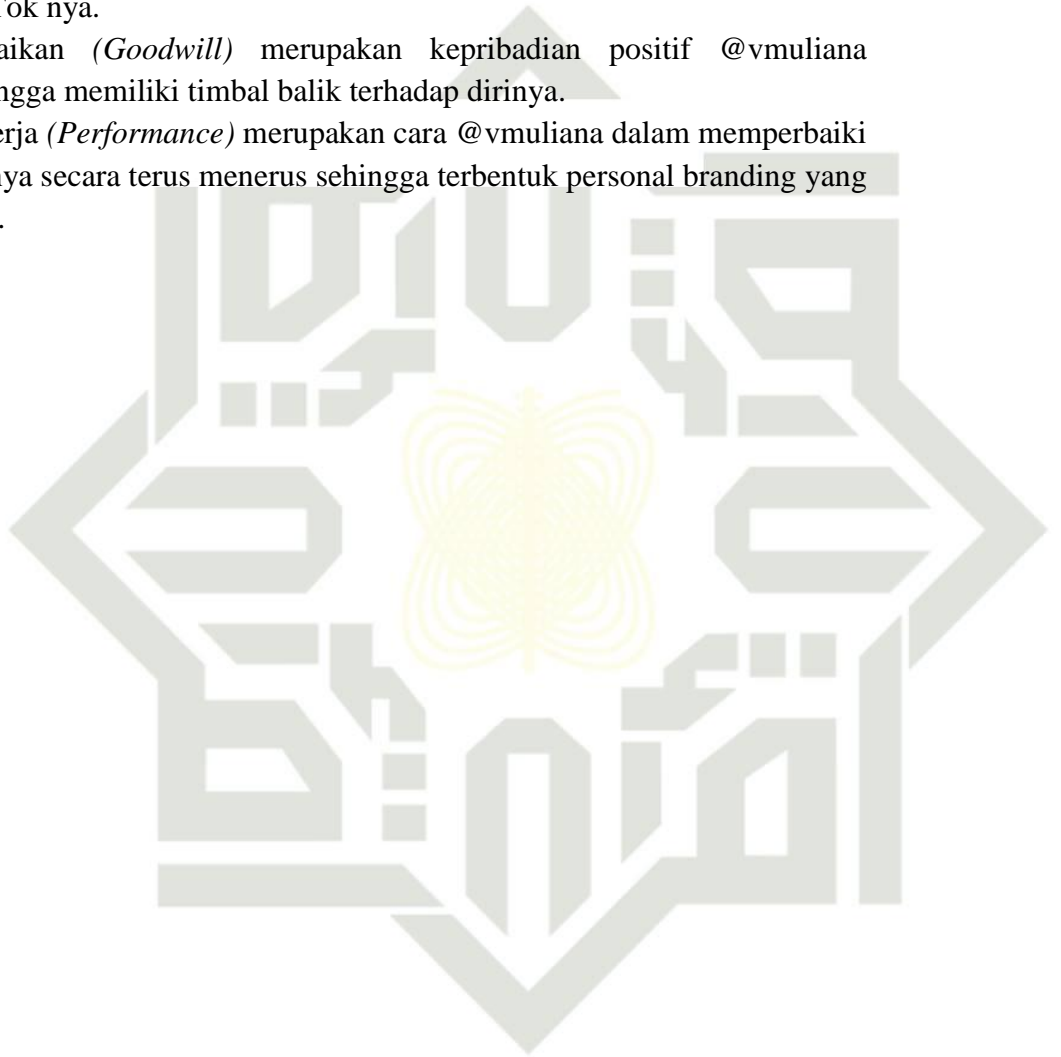 Tok nya.
aikan (Goodwill) merupakan kepribadian positif @vmuliana
ngga memiliki timbal balik terhadap dirinya.
erja (Performance) merupakan cara @vmuliana dalam memperbaiki
nya secara terus menerus sehingga terbentuk personal branding yang
.